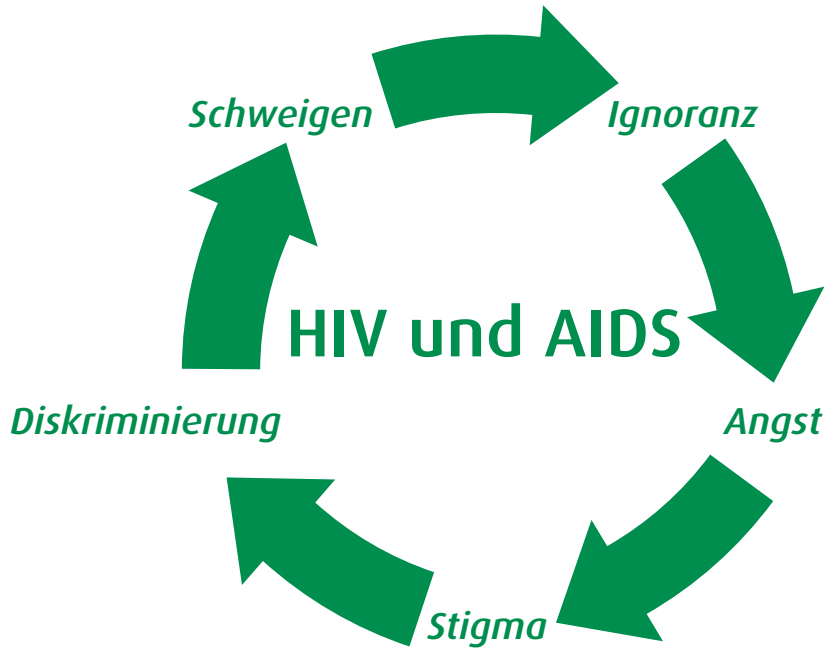 Schweigen
Ignoranz
HIV und AIDS
Diskriminierung
Angst
Stigma